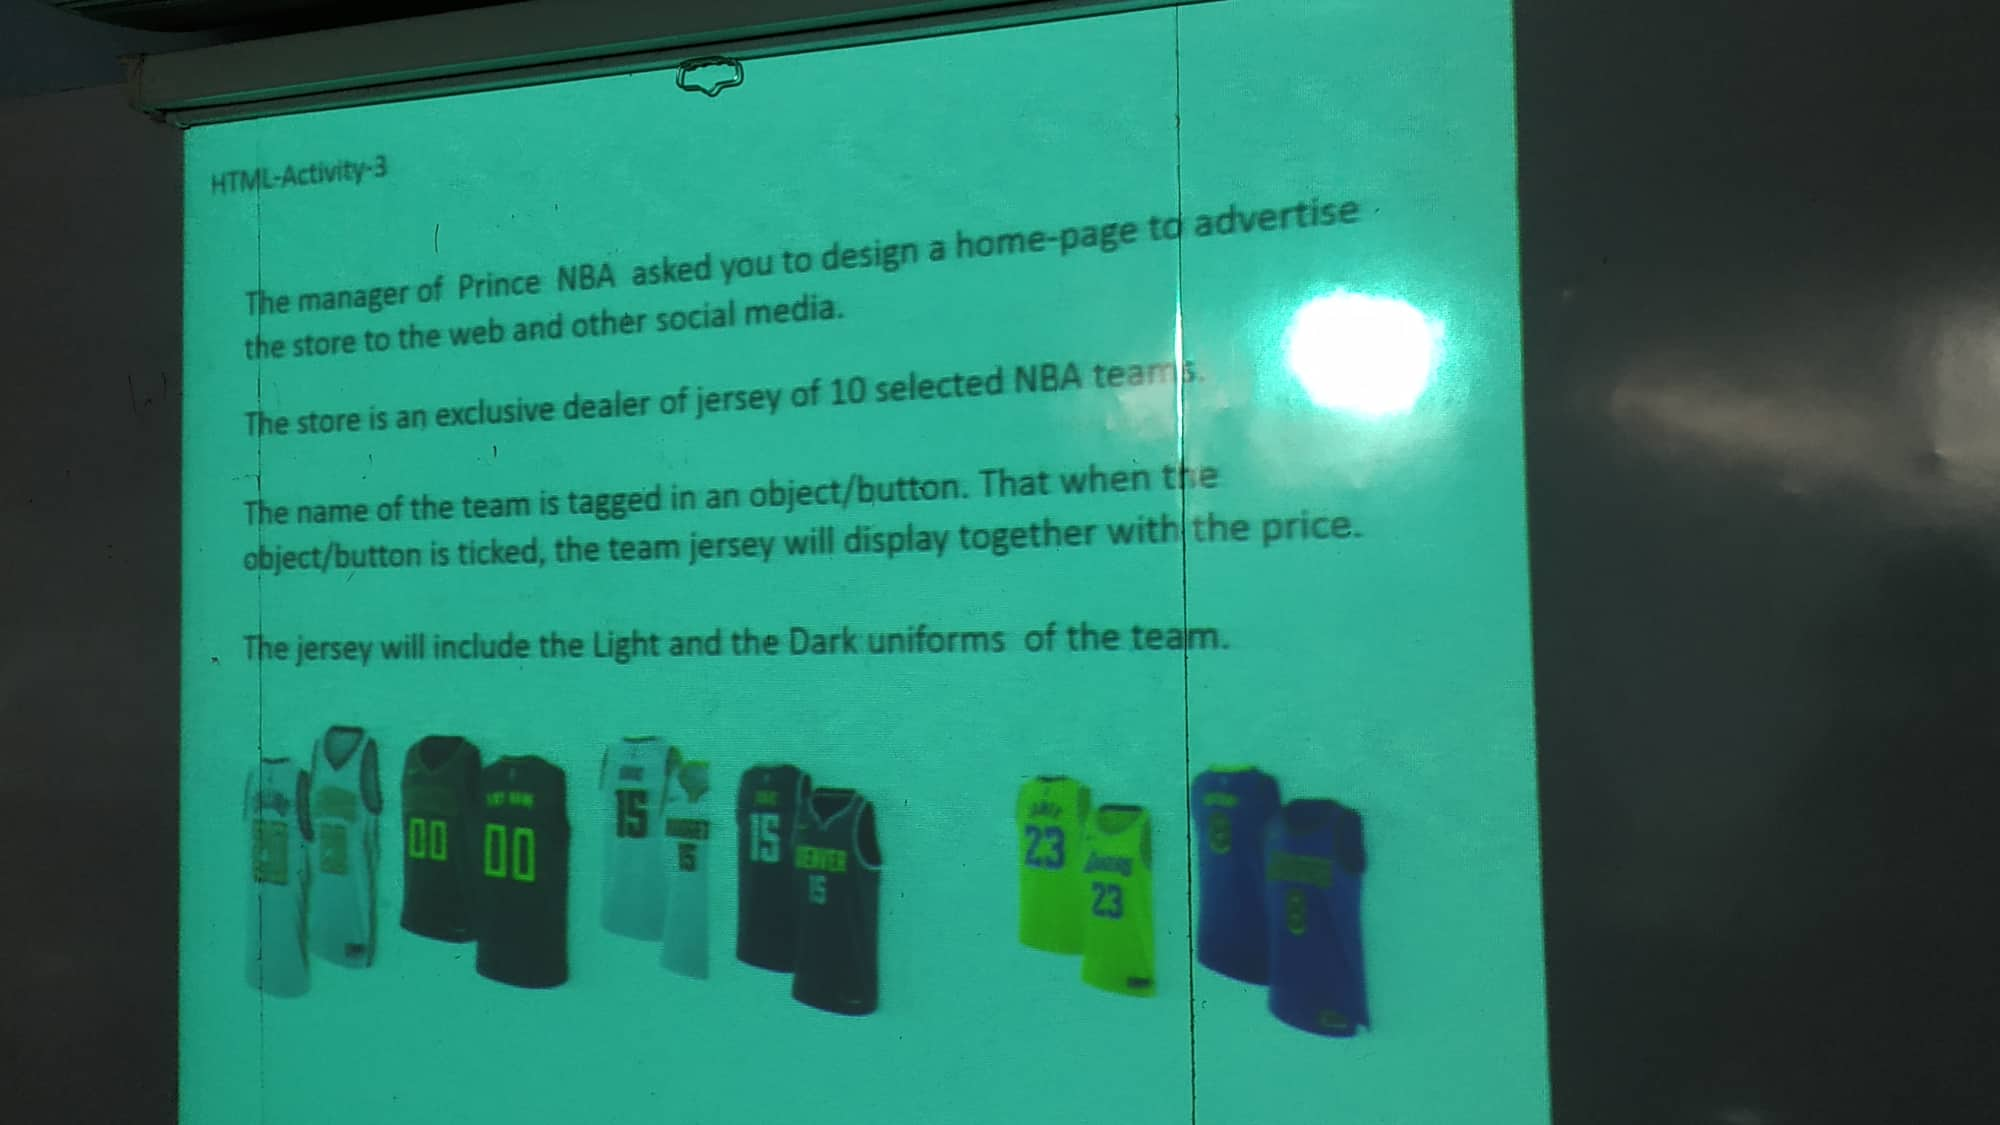 HTML-Activity-3
The manager of Prince NBA asked you to design a home-page to advertise
the store to the web and other social media.
The store is an exclusive dealer of jersey of 10 selected NBA teams.
The name of the team is tagged in an object/button. That when the
object/button is ticked, the team jersey will display together with the price.
The jersey will include the Light and the Dark uniforms of the team.
00
00
15
15
15
DENVER
15
23
23
8
8